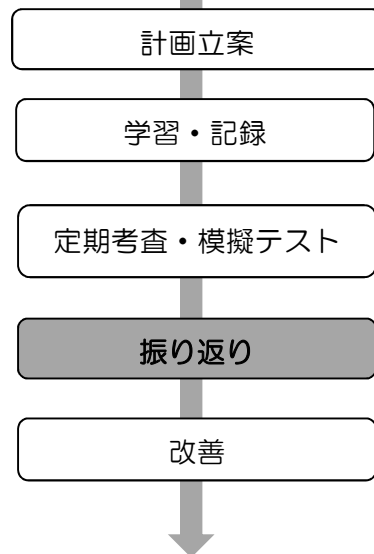 計画立案
学習・記録
定期考査・模擬テスト
振り返り
改善